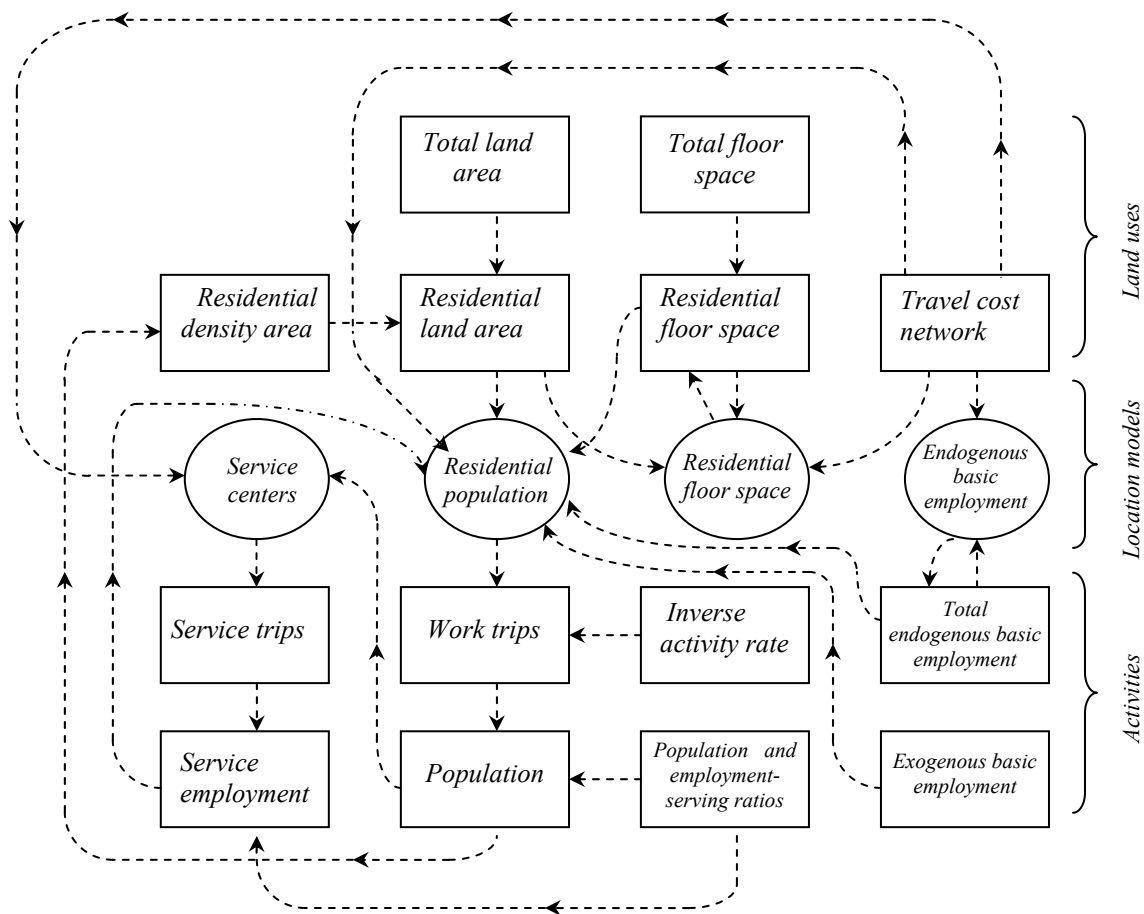 Total land
area
Total floor
space
Land uses
Residential
density area
Residential
land area
Residential
floor space
Travel cost
network
Service
centers
Residential
population
Residential
floor space
Endogenous
basic
employment
Location models
Service trips
Work trips
Inverse
activity rate
Total
endogenous basic
employment
Activities
Service
employment
Population
Population and
employment-
serving ratios
Exogenous basic
employment